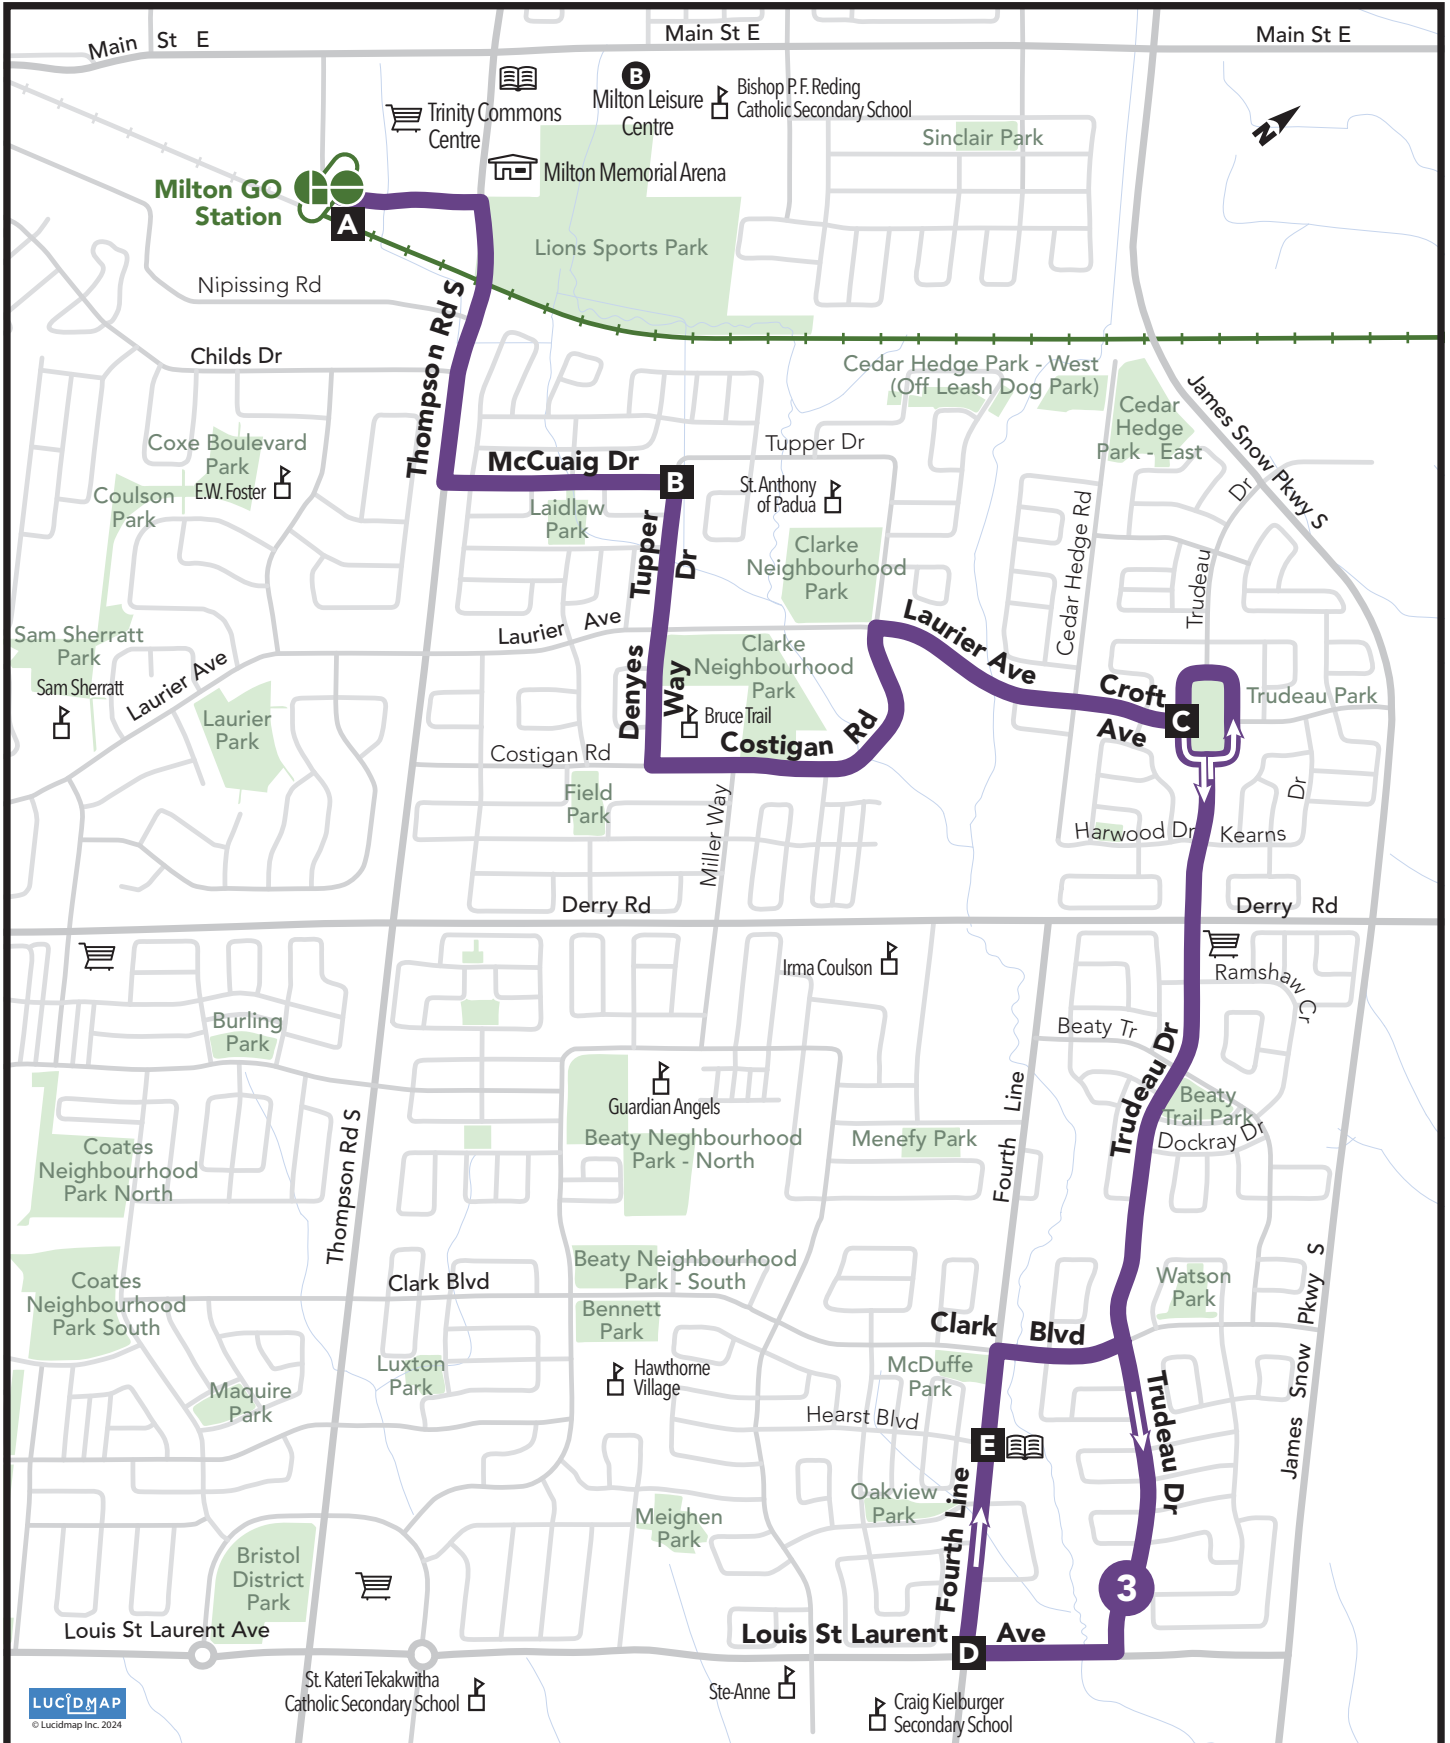 Main St E
Main St E
Main St E
B
Milton Leisure
Centre
Bishop P. F. Reding
Catholic Secondary School
Trinity Commons
Centre
Sinclair Park
N
Milton Memorial Arena
Milton GO
Station
A
Lions Sports Park
Nipissing Rd
Thompson Rd S
Childs Dr
Cedar Hedge Park - West
(Off Leash Dog Park)
Cedar
Hedge
Park - East
James Snow Pkwy S
Coxe Boulevard
Park
E.W. Foster
Coulson
Park
McCuaig Dr
B
Tupper Dr
St. Anthony
of Padua
Laidlaw
Park
Tupper
Dr
Clarke
Neighbourhood
Park
Cedar Hedge Rd
Trudeau
Dr
Sam Sherratt
Park
Sam Sherratt
Laurier Ave
Laurier Ave
Laurier
Park
Denyes
Way
Clarke
Neighbourhood
Park
Bruce Trail
Laurier Ave
Croft
Ave
C
Trudeau Park
Costigan Rd
Costigan Rd
Field
Park
Miller Way
Harwood Dr
Kearns
Dr
Derry Rd
Derry Rd
Irma Coulson
Ramshaw
Cr
Beaty Tr
Burling
Park
Trudeau Dr
Guardian Angels
Beaty Neghbourhood
Park - North
Menefy Park
Fourth Line
Beaty
Trail Park
Dockray Dr
Coates
Neighbourhood
Park North
Thompson Rd S
Beaty Neighbourhood
Park - South
Coates
Neighbourhood
Park South
Clark Blvd
Bennett
Park
Watson
Park
James Snow Pkwy S
Clark Blvd
Luxton
Park
Hawthorne
Village
McDuffe
Park
Maquire
Park
Hearst Blvd
Trudeau Dr
E
Oakview
Park
Meighen
Park
Fourth Line
Bristol
District
Park
3
Louis St Laurent Ave
Louis St Laurent Ave
D
St. Kateri Tekakwitha
Catholic Secondary School
Ste-Anne
Craig Kielburger
Secondary School
LUCIDMAP
© Lucidmap Inc. 2024